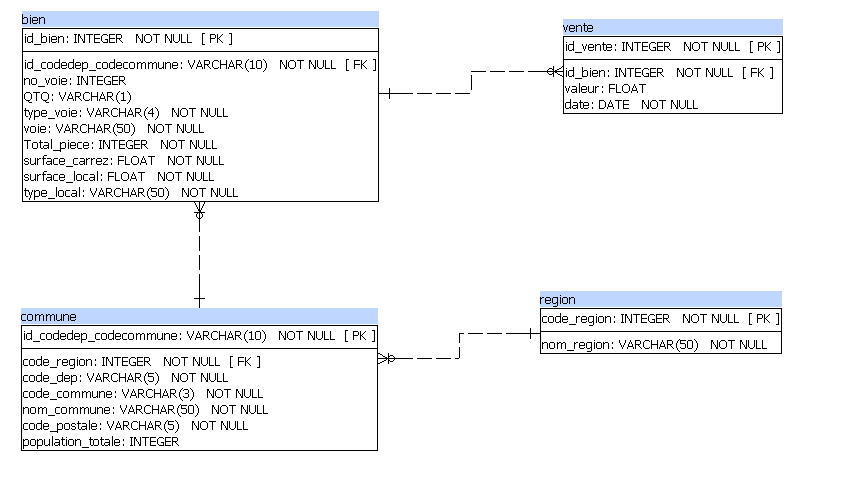 bien
id_bien: INTEGER NOT NULL [ PK ]
id_codedep_codecommune: VARCHAR(10) NOT NULL [ FK ]
no_voie: INTEGER
QTQ: VARCHAR(1)
type_voie: VARCHAR(4) NOT NULL
voie: VARCHAR(50) NOT NULL
Total_piece: INTEGER NOT NULL
surface_carrez: FLOAT NOT NULL
surface_local: FLOAT NOT NULL
type_local: VARCHAR(50) NOT NULL
vente
id_vente: INTEGER NOT NULL [ PK ]
id_bien: INTEGER NOT NULL [ FK ]
valeur: FLOAT
date: DATE NOT NULL
commune
id_codedep_codecommune: VARCHAR(10) NOT NULL [ PK ]
code_region: INTEGER NOT NULL [ FK ]
code_dep: VARCHAR(5) NOT NULL
code_commune: VARCHAR(3) NOT NULL
nom_commune: VARCHAR(50) NOT NULL
code_postale: VARCHAR(5) NOT NULL
population_totale: INTEGER
region
code_region: INTEGER NOT NULL [ PK ]
nom_region: VARCHAR(50) NOT NULL